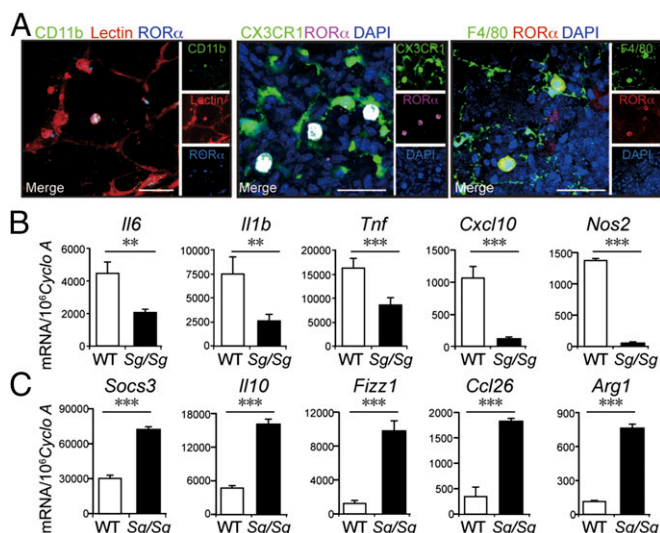 A
CD11b Lectin RORα CX3CR1RORα DAPI F4/80 RORα DAPI
CD11b CX3CR1 F4/80
Lectin RORα RORα
RORα DAPI DAPI
Merge Merge Merge
B
Il6 Il1b Tnf Cxcl10 Nos2
** ** *** *** ***
mRNA/10⁶Cyclo A
6000 10000 20000 1500 1500
4000 7500 15000 1000 1000
5000 10000
2000 2500 5000 500 500
0 0 0 0 0
WT Sg/Sg WT Sg/Sg WT Sg/Sg WT Sg/Sg WT Sg/Sg
C
Socs3 Il10 Fizz1 Ccl26 Arg1
*** *** *** *** ***
mRNA/10⁶Cyclo A
90000 18000 12000 2000 900
60000 12000 8000 1500 600
1000
30000 6000 4000 500 300
0 0 0 0 0
WT Sg/Sg WT Sg/Sg WT Sg/Sg WT Sg/Sg WT Sg/Sg